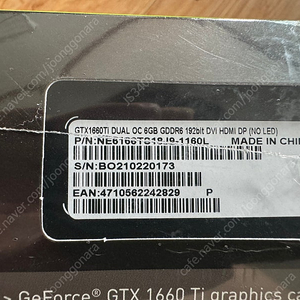 GTX1660Ti DUAL OC 6GB GDDR6 192bit DVI HDMI DP (NO LED)
MADE IN CHIN
S/N:BO210220173
EAN:4710562242829 P
> GeForce® GTX 1660 Ti graphics ca